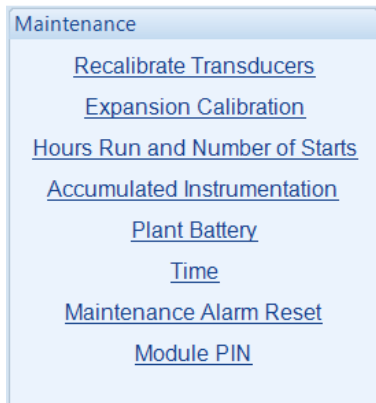 Maintenance
Recalibrate Transducers
Expansion Calibration
Hours Run and Number of Starts
Accumulated Instrumentation
Plant Battery
Time
Maintenance Alarm Reset
Module PIN